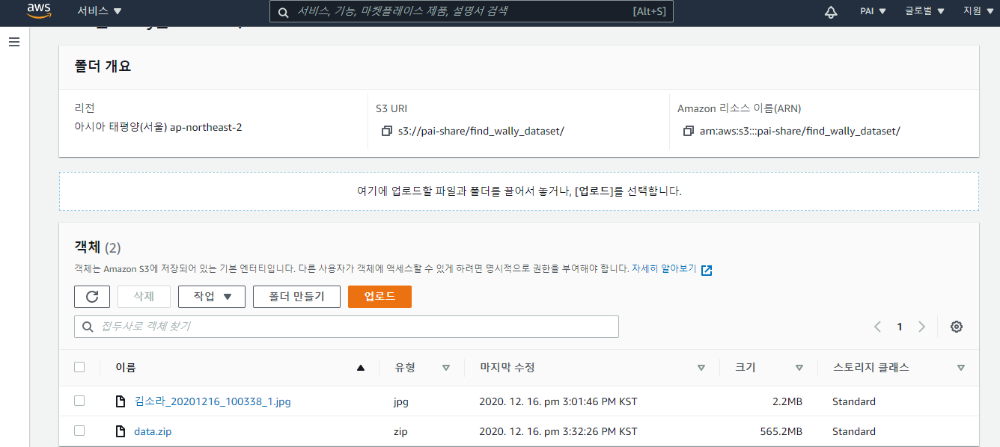 aws 서비스 ▼ 서비스, 기능, 마켓플레이스 제품, 설명서 검색 [Alt+S] PAI ▼ 글로벌 ▼ 지원 ▼
폴더 개요
리전 S3 URI Amazon 리소스 이름(ARN)
아시아 태평양(서울) ap-northeast-2 s3://pai-share/find_wally_dataset/ arn:aws:s3:::pai-share/find_wally_dataset/
여기에 업로드할 파일과 폴더를 끌어서 놓거나, [업로드]를 선택합니다.
객체 (2)
객체는 Amazon S3에 저장되어 있는 기본 엔터티입니다. 다른 사용자가 객체에 액세스할 수 있게 하려면 명시적으로 권한을 부여해야 합니다. 자세히 알아보기
삭제 작업 ▼ 폴더 만들기 업로드
접두사로 객체 찾기 1
이름 유형 마지막 수정 크기 스토리지 클래스
김소라_20201216_100338_1.jpg jpg 2020. 12. 16. pm 3:01:46 PM KST 2.2MB Standard
data.zip zip 2020. 12. 16. pm 3:32:26 PM KST 565.2MB Standard